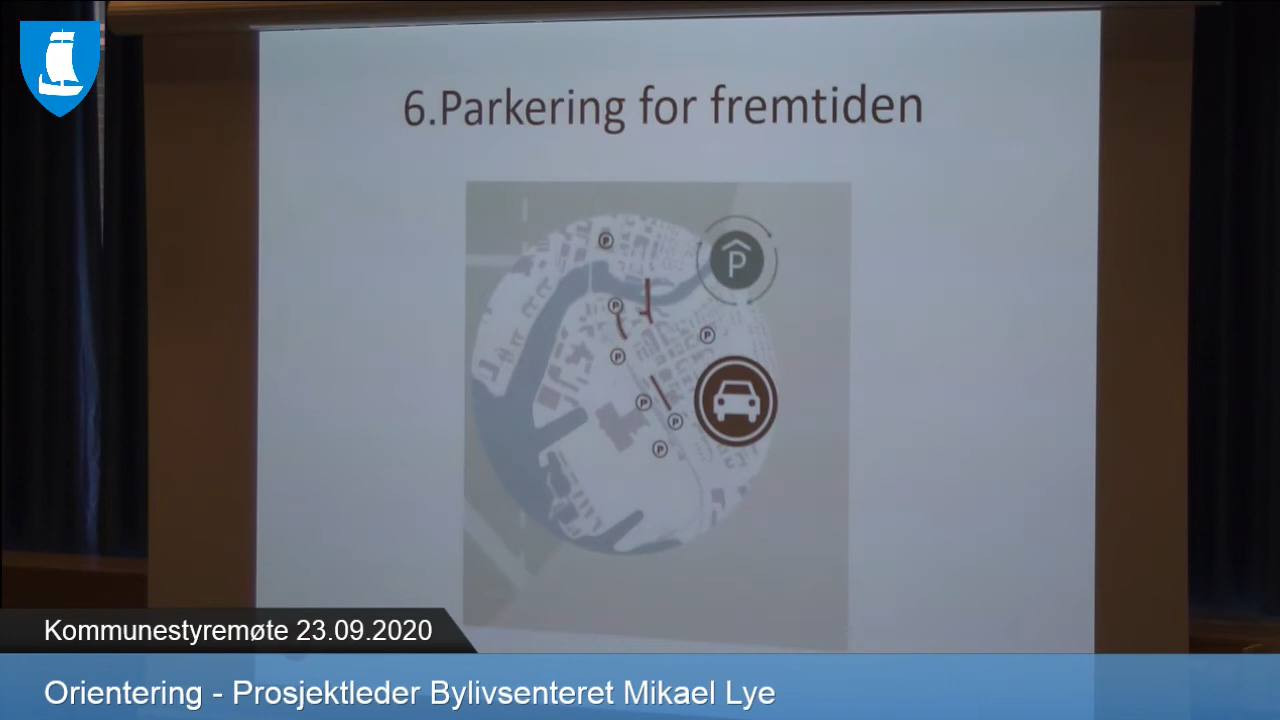 6.Parkering for fremtiden
P
P
P
P
P
P
P
P
Kommunestyremøte 23.09.2020
Orientering - Prosjektleder Bylivsenteret Mikael Lye